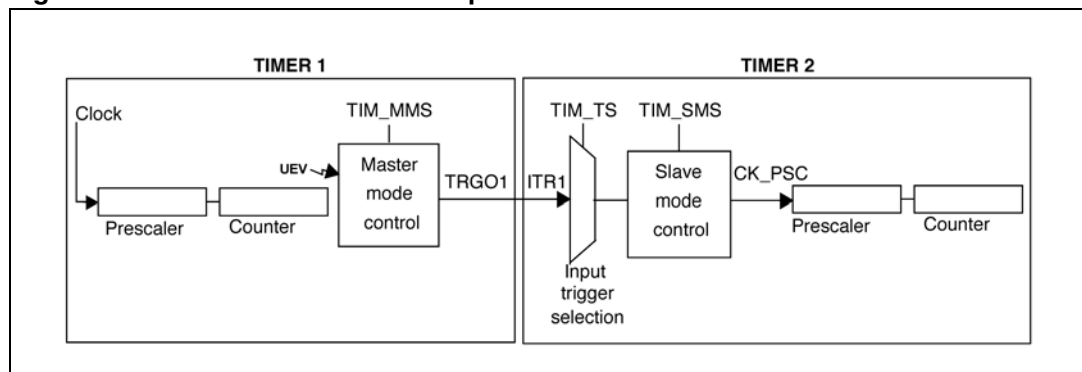 TIMER 1
TIMER 2
Clock
TIM_MMS
UEV
Master
mode
control
TRGO1
Prescaler
Counter
TIM_TS
TIM_SMS
ITR1
Slave
mode
control
CK_PSC
Prescaler
Counter
Input
trigger
selection